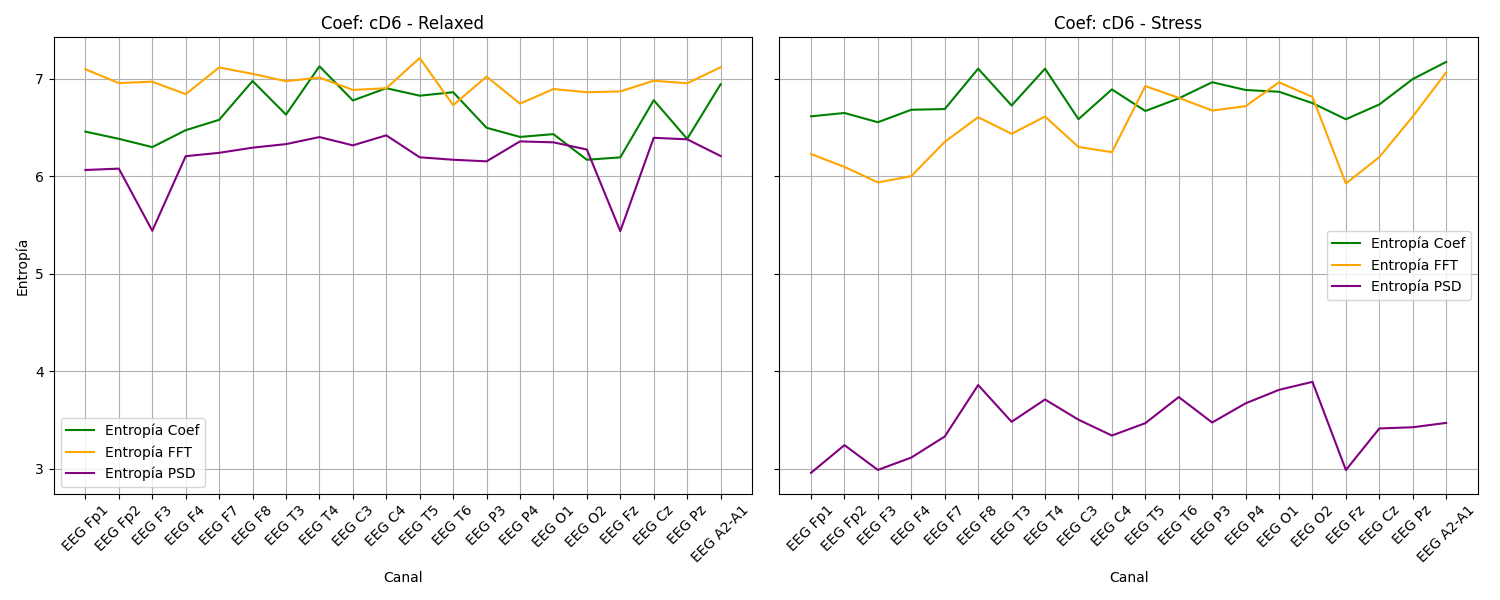 Coef: cD6 - Relaxed
Entropía
7
6
5
4
3
Entropía Coef
Entropía FFT
Entropía PSD
EEG Fp1
EEG Fp2
EEG F3
EEG F4
EEG F7
EEG F8
EEG T3
EEG T4
EEG C3
EEG C4
EEG T5
EEG T6
EEG P3
EEG P4
EEG O1
EEG O2
EEG Fz
EEG Cz
EEG Pz
EEG A2-A1
Canal
Coef: cD6 - Stress
Entropía Coef
Entropía FFT
Entropía PSD
EEG Fp1
EEG Fp2
EEG F3
EEG F4
EEG F7
EEG F8
EEG T3
EEG T4
EEG C3
EEG C4
EEG T5
EEG T6
EEG P3
EEG P4
EEG O1
EEG O2
EEG Fz
EEG Cz
EEG Pz
EEG A2-A1
Canal